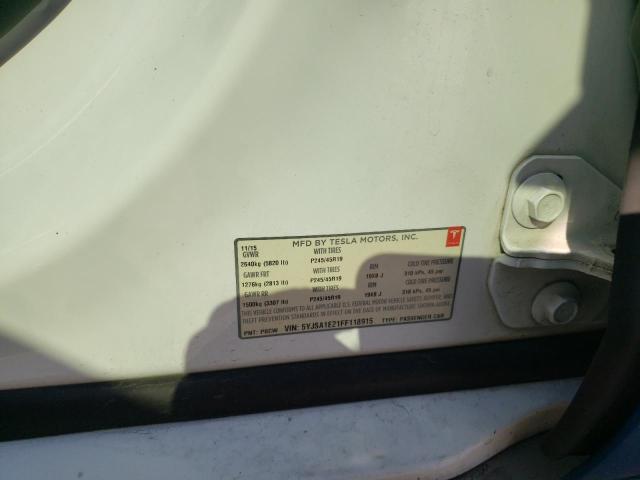 MFD BY TESLA MOTORS, INC.
11/15 WITH TIRES
GVWR
2640kg (5820 lb) P245/45R19 RIM COLD TIRE PRESSURE
GAWR FRT WITH TIRES 19X8 J 310 kPa, 45 psi
1276kg (2813 lb) P245/45R19 RIM COLD TIRE PRESSURE
GAWR RR WITH TIRES 19X8 J 310 kPa, 45 psi
1500kg (3307 lb) P245/45R19
THIS VEHICLE CONFORMS TO ALL APPLICABLE U.S. FEDERAL MOTOR VEHICLE SAFETY, BUMPER, AND
THEFT PREVENTION STANDARDS IN EFFECT ON THE DATE OF MANUFACTURE SHOWN ABOVE.
PNT: PBCW VIN: 5YJSA1E21FF118915 TYPE: PASSENGER CAR